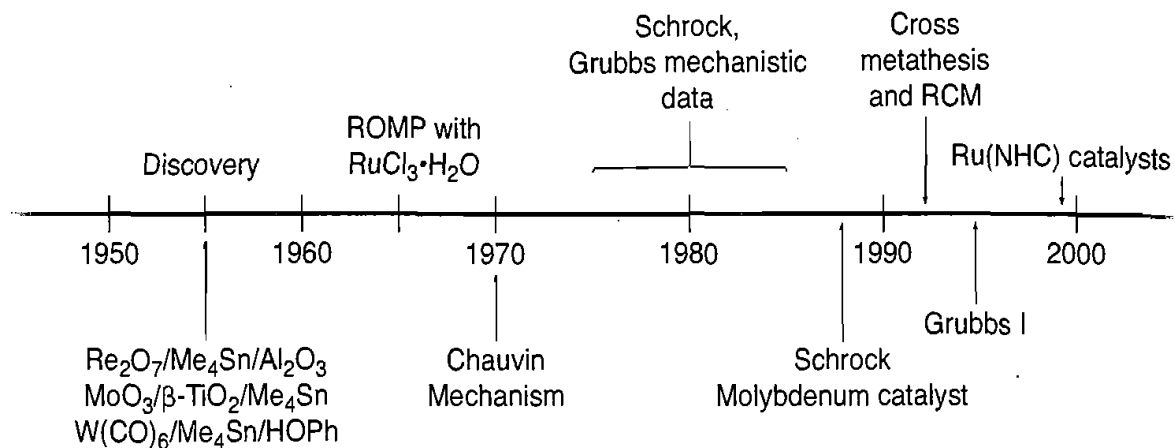 Schrock,
Grubbs mechanistic
data
Cross
metathesis
and RCM
ROMP with
RuCl₃•H₂O
Discovery
Ru(NHC) catalysts
1950
1960
1970
1980
1990
2000
Re₂O₇/Me₄Sn/Al₂O₃
MoO₃/β-TiO₂/Me₄Sn
W(CO)₆/Me₄Sn/HOPh
Chauvin
Mechanism
Schrock
Molybdenum catalyst
Grubbs I